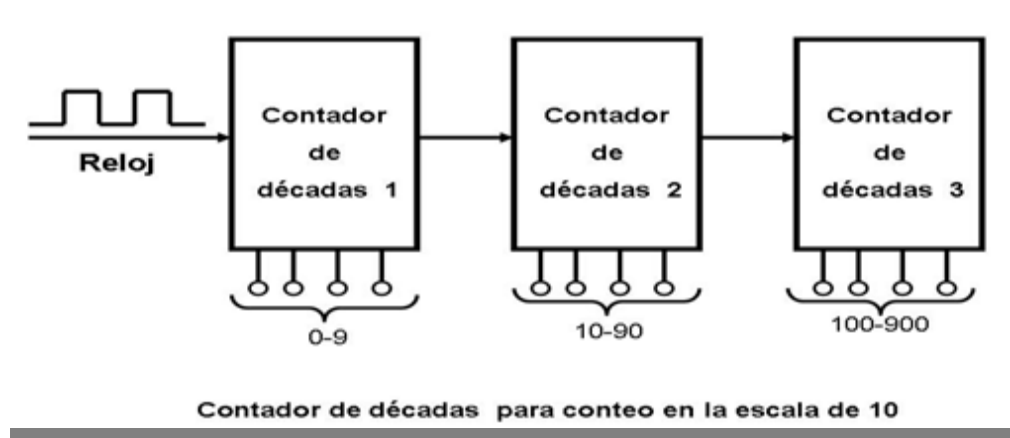 Reloj
Contador
de
décadas 1
Contador
de
décadas 2
Contador
de
décadas 3
0-9
10-90
100-900
Contador de décadas para conteo en la escala de 10